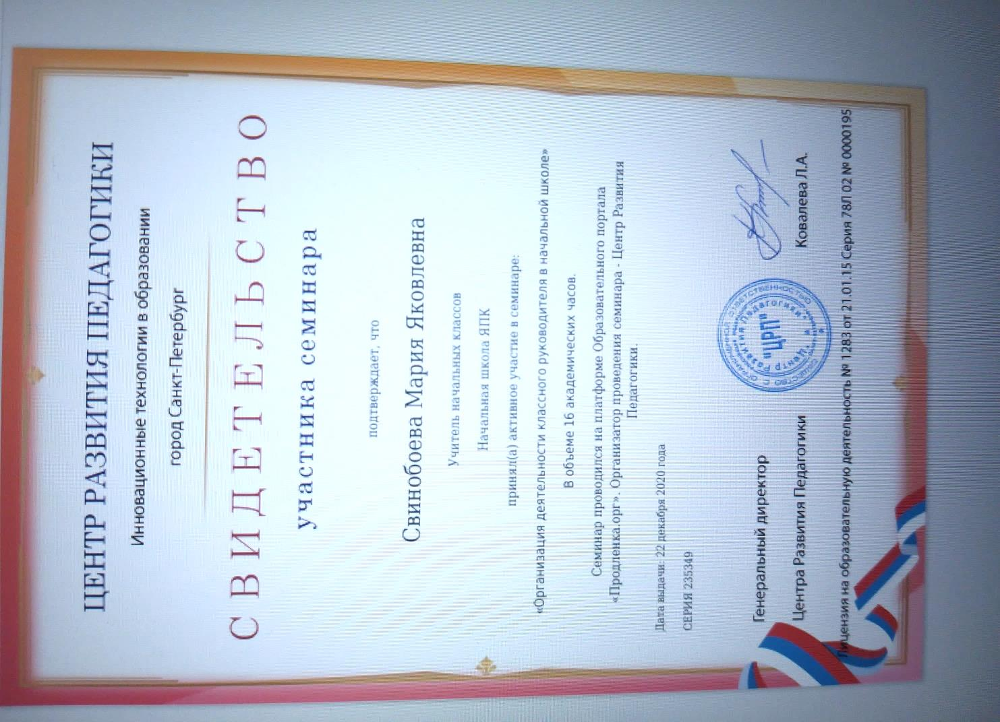 ЦЕНТР РАЗВИТИЯ ПЕДАГОГИКИ
Инновационные технологии в образовании
город Санкт-Петербург
СВИДЕТЕЛЬСТВО
участника семинара
подтверждает, что
Свинобоева Мария Яковлевна
Учитель начальных классов
Начальная школа ЯПК
принял(а) активное участие в семинаре:
«Организация деятельности классного руководителя в начальной школе»
В объеме 16 академических часов.
Семинар проводился на платформе Образовательного портала
«Продленка.орг». Организатор проведения семинара - Центр Развития
Педагогики.
Дата выдачи: 22 декабря 2020 года
СЕРИЯ 235349
Генеральный директор
Центра Развития Педагогики
Ковалева Л.А.
ОБЩЕСТВО С ОГРАНИЧЕННОЙ ОТВЕТСТВЕННОСТЬЮ
"Центр Развития Педагогики"
"ЦРП"
Лицензия на образовательную деятельность № 1283 от 21.01.15 Серия 78Л 02 № 0000195